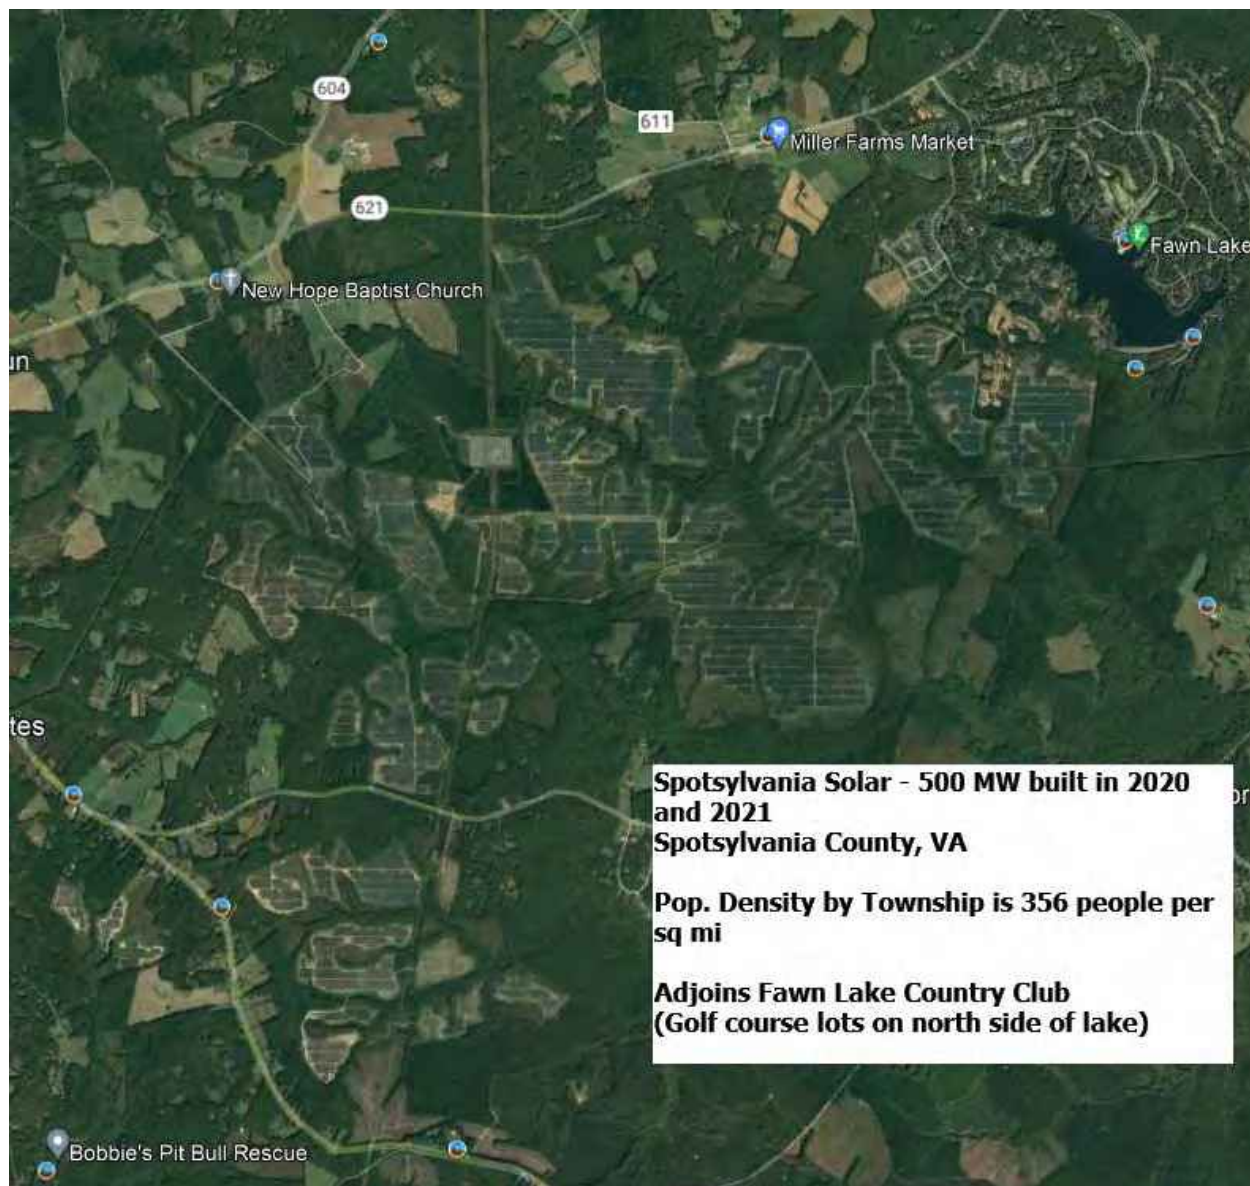 604
611
Miller Farms Market
621
Fawn Lake
New Hope Baptist Church
un
tes
Spotsylvania Solar - 500 MW built in 2020
and 2021
Spotsylvania County, VA
Pop. Density by Township is 356 people per
sq mi
Adjoins Fawn Lake Country Club
(Golf course lots on north side of lake)
or
Bobbie's Pit Bull Rescue